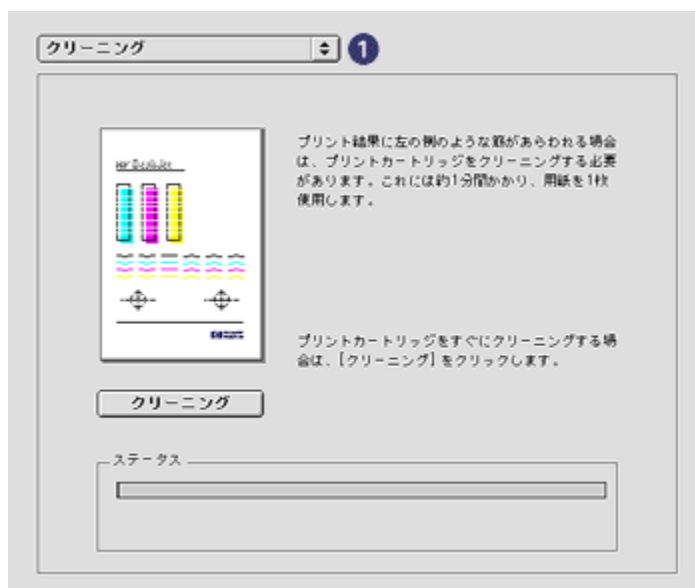 クリーニング
1
プリント結果に左の例のような筋があらわれる場合
は、プリントカートリッジをクリーニングする必要
があります。これには約1分間かかり、用紙を1枚
使用します。
プリントカートリッジをすぐにクリーニングする場
合は、[クリーニング] をクリックします。
クリーニング
ステータス